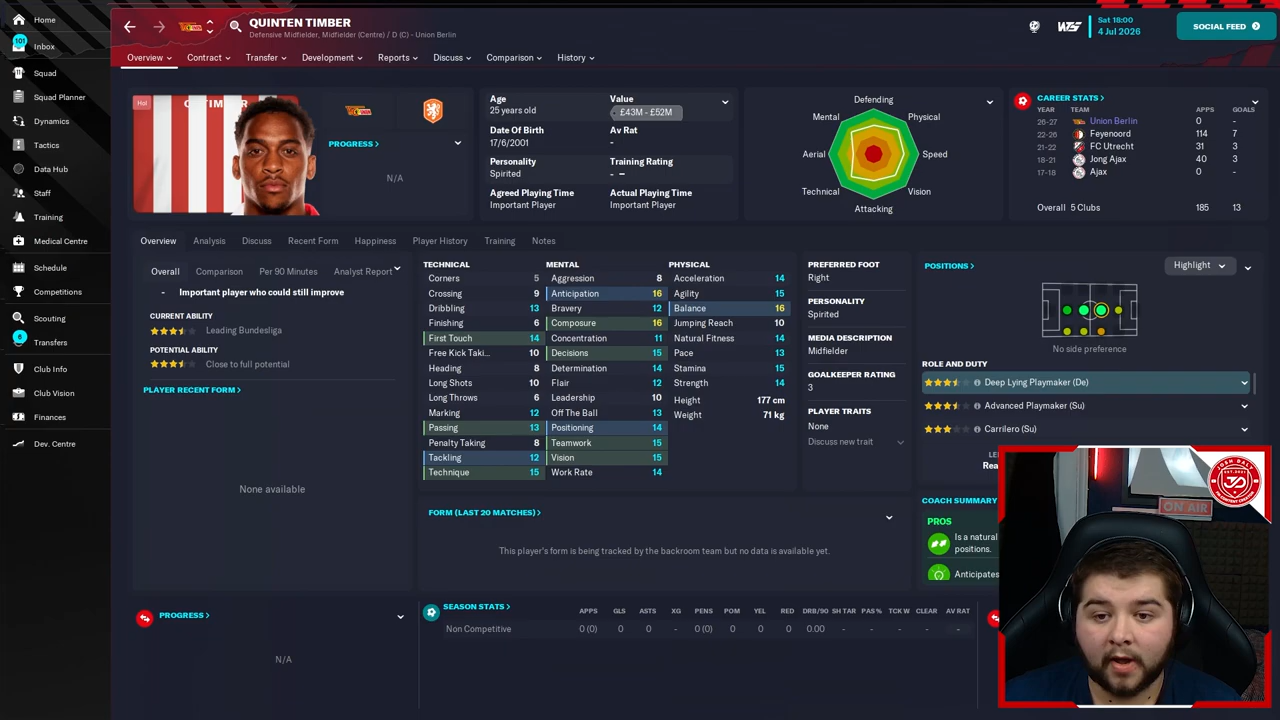 Home
QUINTEN TIMBER
Defensive Midfielder, Midfielder (Centre) / D (C) - Union Berlin
Sat 18:00
4 Jul 2026
SOCIAL FEED
101
Inbox
Squad
Squad Planner
Dynamics
Tactics
Data Hub
Staff
Training
Medical Centre
Schedule
Competitions
Scouting
6
Transfers
Club Info
Club Vision
Finances
Dev. Centre
Overview
Contract
Transfer
Development
Reports
Discuss
Comparison
History
Hol
PROGRESS >
N/A
Age
25 years old
Value
£43M - £52M
Date Of Birth
17/6/2001
Av Rat
-
Personality
Spirited
Training Rating
- –
Agreed Playing Time
Important Player
Actual Playing Time
Important Player
Defending
Mental
Physical
Aerial
Speed
Technical
Vision
Attacking
CAREER STATS >
YEAR TEAM APPS GOALS
26-27 Union Berlin 0 -
22-26 Feyenoord 114 7
21-22 FC Utrecht 31 3
18-21 Jong Ajax 40 3
17-18 Ajax 0 -
Overall 5 Clubs 185 13
Overview Analysis Discuss Recent Form Happiness Player History Training Notes
Overall Comparison Per 90 Minutes Analyst Report
- Important player who could still improve
CURRENT ABILITY
Leading Bundesliga
POTENTIAL ABILITY
Close to full potential
PLAYER RECENT FORM >
None available
TECHNICAL
Corners 5
Crossing 9
Dribbling 13
Finishing 6
First Touch 14
Free Kick Taki... 10
Heading 8
Long Shots 10
Long Throws 6
Marking 12
Passing 13
Penalty Taking 8
Tackling 12
Technique 15
MENTAL
Aggression 8
Anticipation 16
Bravery 12
Composure 16
Concentration 11
Decisions 15
Determination 14
Flair 12
Leadership 10
Off The Ball 13
Positioning 14
Teamwork 15
Vision 15
Work Rate 14
PHYSICAL
Acceleration 14
Agility 15
Balance 16
Jumping Reach 10
Natural Fitness 14
Pace 13
Stamina 15
Strength 14
Height 177 cm
Weight 71 kg
PREFERRED FOOT
Right
PERSONALITY
Spirited
MEDIA DESCRIPTION
Midfielder
GOALKEEPER RATING
3
PLAYER TRAITS
None
Discuss new trait
POSITIONS >
Highlight
No side preference
ROLE AND DUTY
Deep Lying Playmaker (De)
Advanced Playmaker (Su)
Carrilero (Su)
COACH SUMMARY
PROS
Is a natural
positions.
Anticipates
FORM (LAST 20 MATCHES) >
This player's form is being tracked by the backroom team but no data is available yet.
PROGRESS >
N/A
SEASON STATS >
APPS GLS ASTS XG PENS POM YEL RED DRB/90 SH TAR PAS % TCK W CLEAR AV RAT
Non Competitive 0 (0) 0 0 - 0 (0) 0 0 0 0.00 - - - - -
JOSH DALY
JD
ON AIR